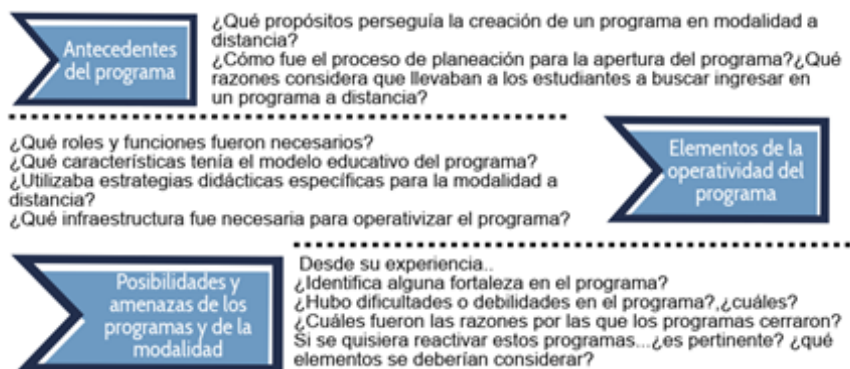 Antecedentes
del programa
¿Qué propósitos perseguía la creación de un programa en modalidad a
distancia?
¿Cómo fue el proceso de planeación para la apertura del programa?¿Qué
razones considera que llevaban a los estudiantes a buscar ingresar en
un programa a distancia?
¿Qué roles y funciones fueron necesarios?
¿Qué características tenía el modelo educativo del programa?
¿Utilizaba estrategias didácticas específicas para la modalidad a
distancia?
¿Qué infraestructura fue necesaria para operativizar el programa?
Elementos de la
operatividad del
programa
Posibilidades y
amenazas de los
programas y de la
modalidad
Desde su experiencia..
¿Identifica alguna fortaleza en el programa?
¿Hubo dificultades o debilidades en el programa?,¿cuáles?
¿Cuáles fueron las razones por las que los programas cerraron?
Si se quisiera reactivar estos programas...¿es pertinente? ¿qué
elementos se deberían considerar?